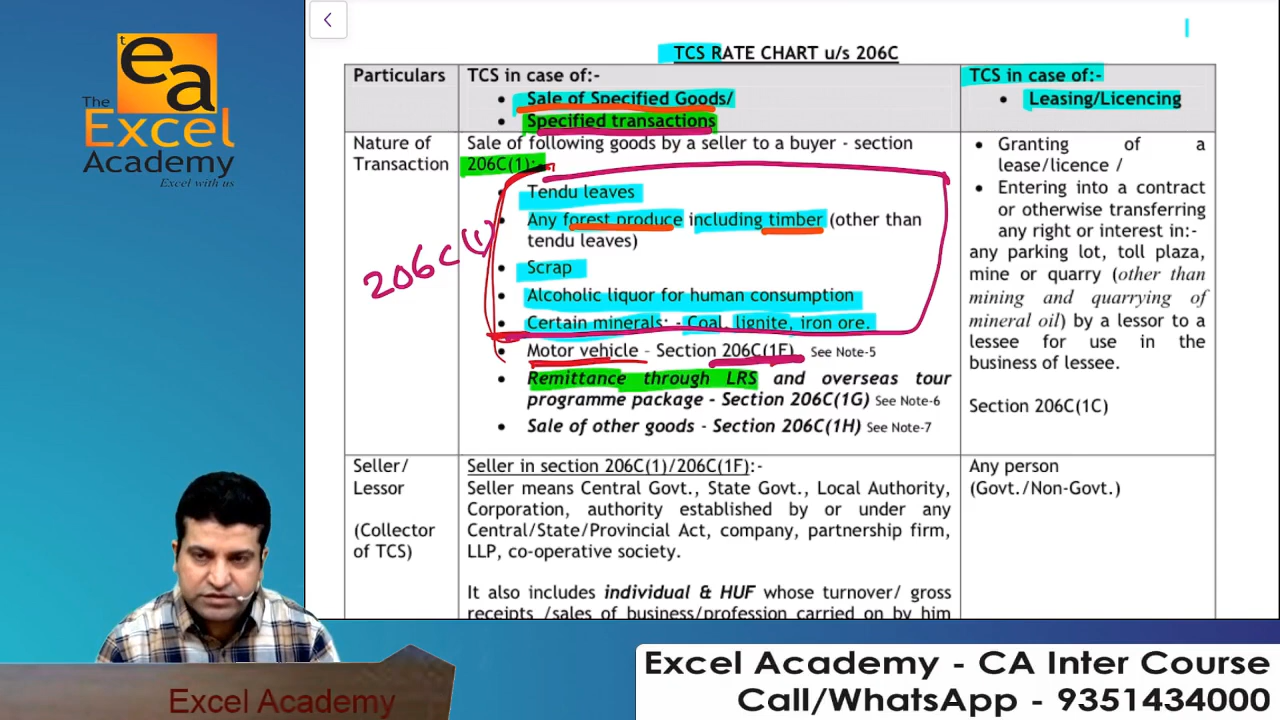 t
ea
The
Excel
Academy
Excel with us
TCS RATE CHART u/s 206C
Particulars
TCS in case of:-
• Sale of Specified Goods/
• Specified transactions
TCS in case of:-
• Leasing/Licencing
Nature of
Transaction
Sale of following goods by a seller to a buyer - section
206C(1):-
• Tendu leaves
• Any forest produce including timber (other than
tendu leaves)
• Scrap
• Alcoholic liquor for human consumption
• Certain minerals: - Coal, lignite, iron ore.
• Motor vehicle – Section 206C(1F) See Note-5
• Remittance through LRS and overseas tour
programme package - Section 206C(1G) See Note-6
• Sale of other goods - Section 206C(1H) See Note-7
206C(1)
• Granting of a
lease/licence /
• Entering into a contract
or otherwise transferring
any right or interest in:-
any parking lot, toll plaza,
mine or quarry (other than
mining and quarrying of
mineral oil) by a lessor to a
lessee for use in the
business of lessee.
Section 206C(1C)
Seller/
Lessor
(Collector
of TCS)
Seller in section 206C(1)/206C(1F):-
Seller means Central Govt., State Govt., Local Authority,
Corporation, authority established by or under any
Central/State/Provincial Act, company, partnership firm,
LLP, co-operative society.
It also includes individual & HUF whose turnover/ gross
receipts /sales of business/profession carried on by him
Any person
(Govt./Non-Govt.)
Excel Academy
Excel Academy - CA Inter Course
Call/WhatsApp - 9351434000